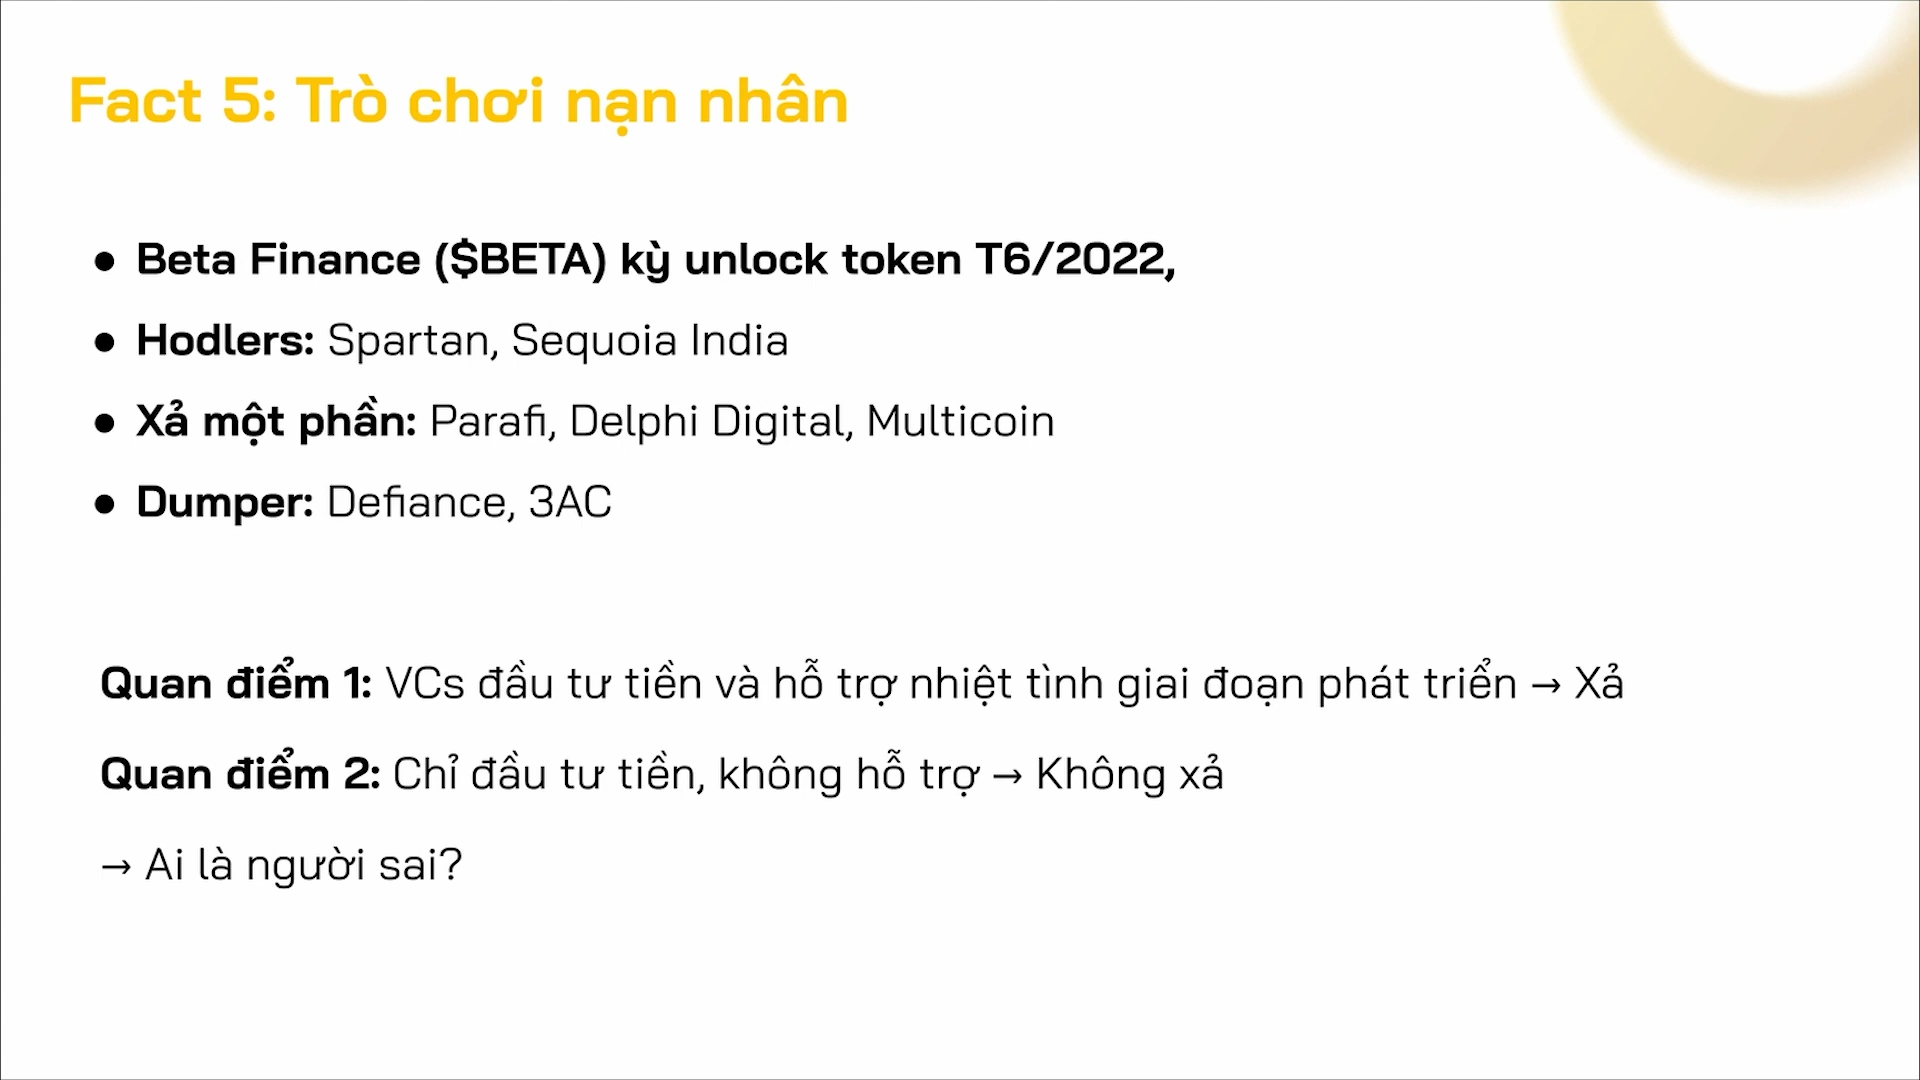 Fact 5: Trò chơi nạn nhân
● Beta Finance ($BETA) kỳ unlock token T6/2022,
● Hodlers: Spartan, Sequoia India
● Xả một phần: Parafi, Delphi Digital, Multicoin
● Dumper: Defiance, 3AC
Quan điểm 1: VCs đầu tư tiền và hỗ trợ nhiệt tình giai đoạn phát triển → Xả
Quan điểm 2: Chỉ đầu tư tiền, không hỗ trợ → Không xả
→ Ai là người sai?